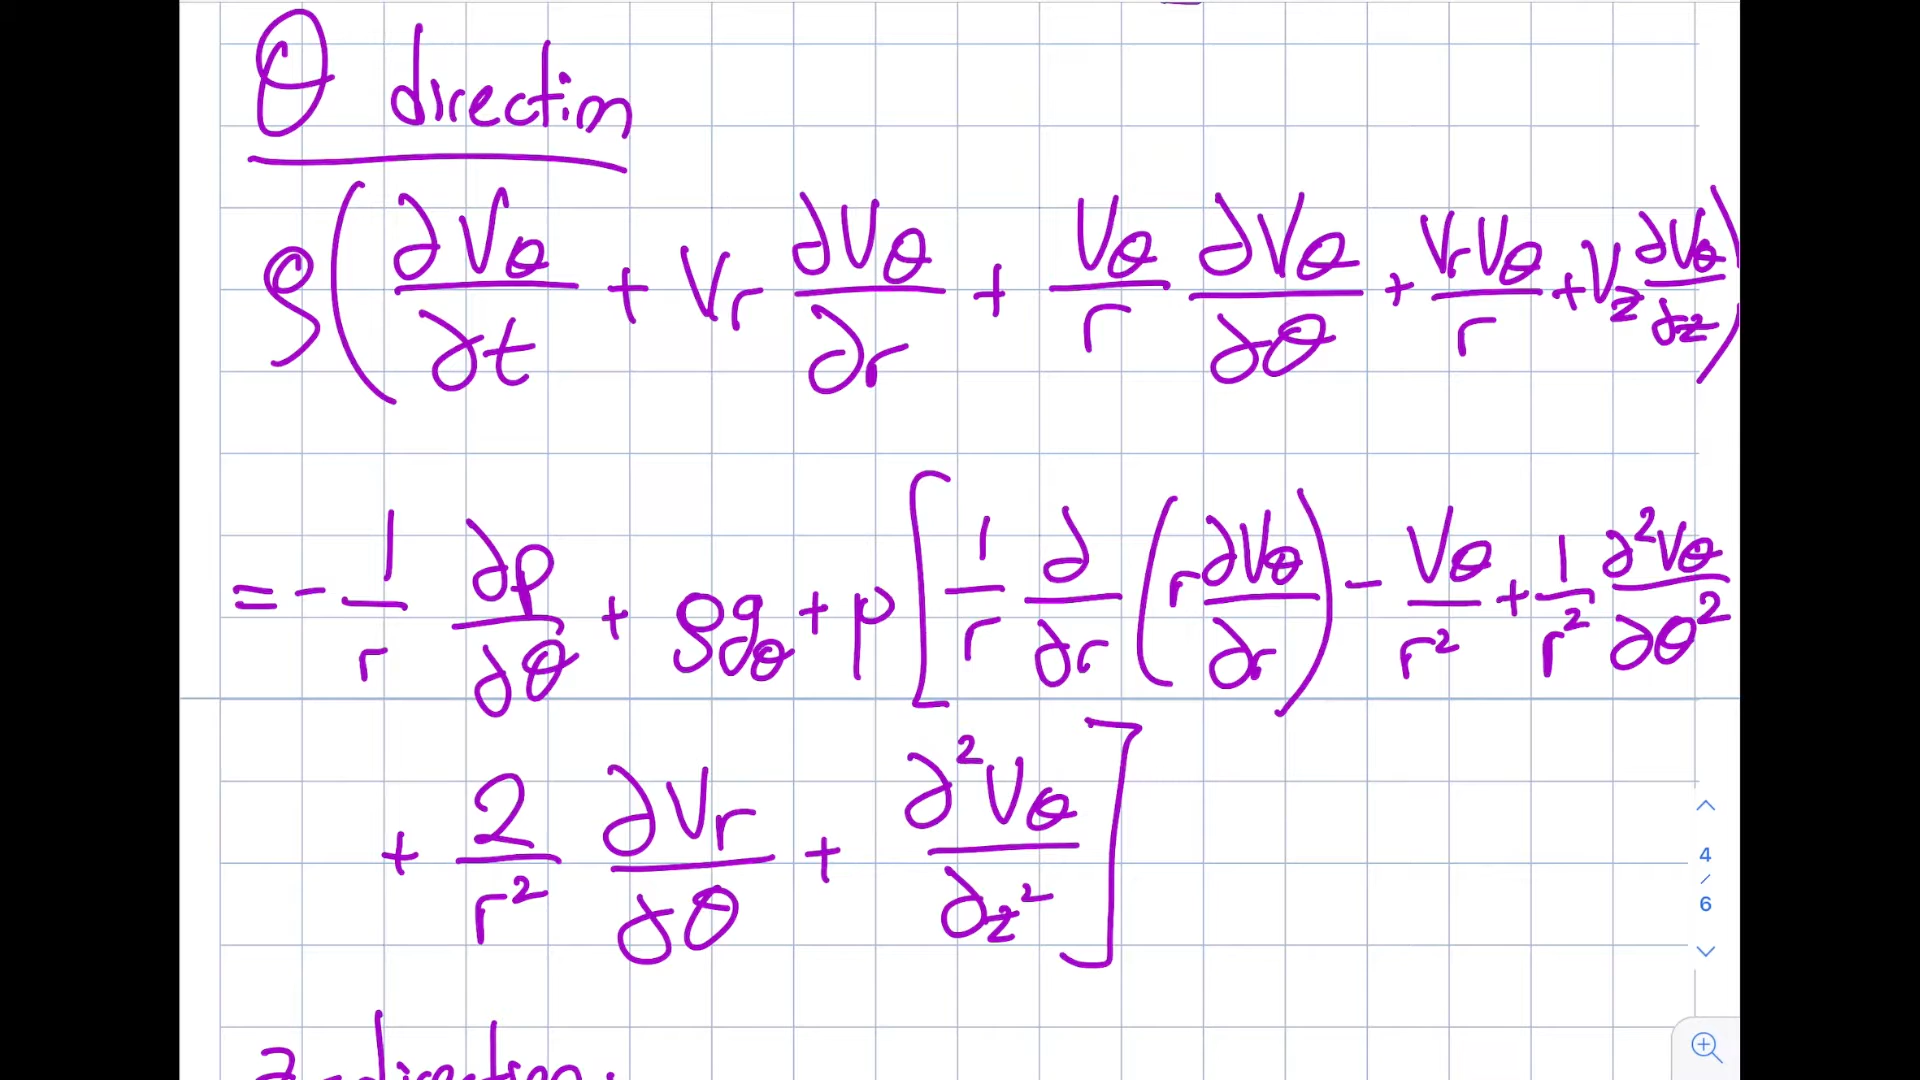 θ direction
ρ(∂Vθ/∂t + Vr ∂Vθ/∂r + Vθ/r ∂Vθ/∂θ + VrVθ/r + Vz ∂Vθ/∂z)
= - 1/r ∂p/∂θ + ρgθ + μ[1/r ∂/∂r (r ∂Vθ/∂r) - Vθ/r² + 1/r² ∂²Vθ/∂θ²
+ 2/r² ∂Vr/∂θ + ∂²Vθ/∂z²]
4
/
6
z-direction: